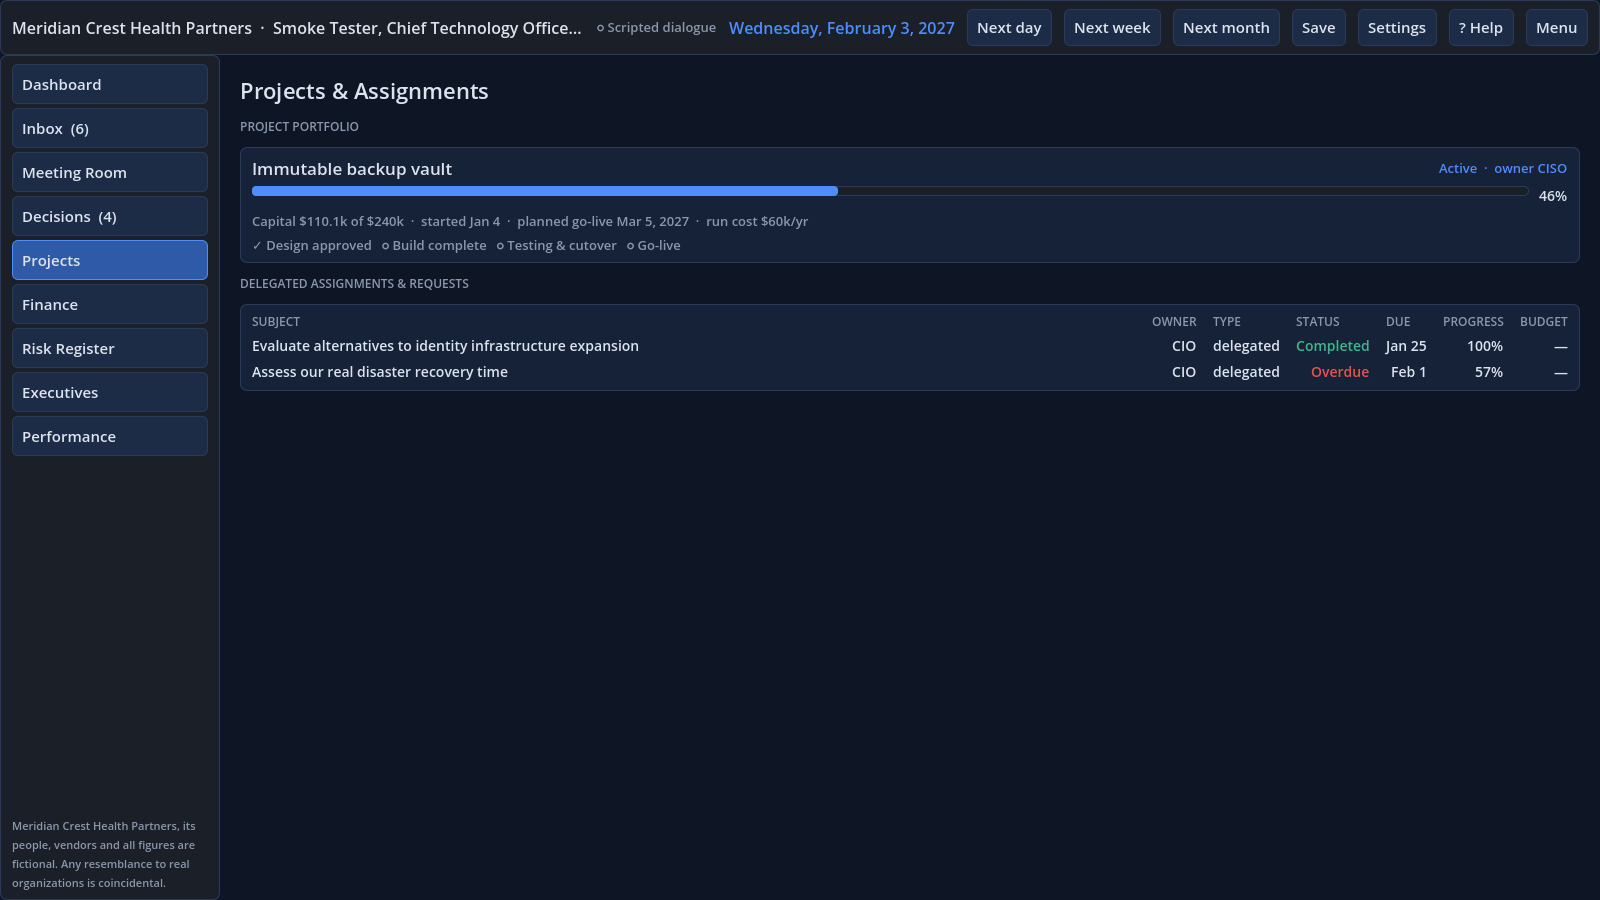 Meridian Crest Health Partners · Smoke Tester, Chief Technology Office... Scripted dialogue Wednesday, February 3, 2027 Next day Next week Next month Save Settings ? Help Menu
Dashboard
Inbox (6)
Meeting Room
Decisions (4)
Projects
Finance
Risk Register
Executives
Performance
Meridian Crest Health Partners, its
people, vendors and all figures are
fictional. Any resemblance to real
organizations is coincidental.
Projects & Assignments
PROJECT PORTFOLIO
Immutable backup vault Active · owner CISO
46%
Capital $110.1k of $240k · started Jan 4 · planned go-live Mar 5, 2027 · run cost $60k/yr
✓ Design approved ○ Build complete ○ Testing & cutover ○ Go-live
DELEGATED ASSIGNMENTS & REQUESTS
SUBJECT OWNER TYPE STATUS DUE PROGRESS BUDGET
Evaluate alternatives to identity infrastructure expansion CIO delegated Completed Jan 25 100% —
Assess our real disaster recovery time CIO delegated Overdue Feb 1 57% —